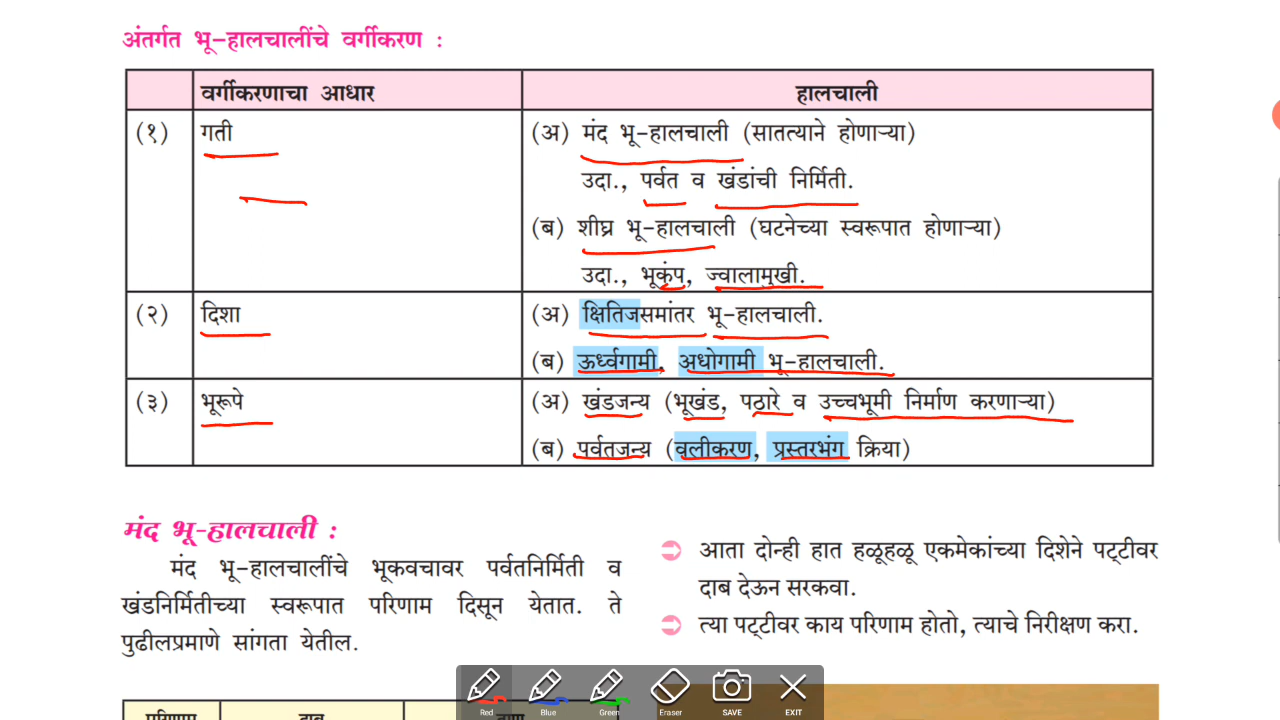 अंतर्गत भू-हालचालींचे वर्गीकरण :
वर्गीकरणाचा आधार
हालचाली
(१) गती
(अ) मंद भू-हालचाली (सातत्याने होणाऱ्या)
उदा., पर्वत व खंडांची निर्मिती.
(ब) शीघ्र भू-हालचाली (घटनेच्या स्वरूपात होणाऱ्या)
उदा., भूकंप, ज्वालामुखी.
(२) दिशा
(अ) क्षितिजसमांतर भू-हालचाली.
(ब) ऊर्ध्वगामी, अधोगामी भू-हालचाली.
(३) भूरूपे
(अ) खंडजन्य (भूखंड, पठारे व उच्चभूमी निर्माण करणाऱ्या)
(ब) पर्वतजन्य (वलीकरण, प्रस्तरभंग क्रिया)
मंद भू-हालचाली :
मंद भू-हालचालींचे भूकवचावर पर्वतनिर्मिती व
खंडनिर्मितीच्या स्वरूपात परिणाम दिसून येतात. ते
पुढीलप्रमाणे सांगता येतील.
आता दोन्ही हात हळूहळू एकमेकांच्या दिशेने पट्टीवर
दाब देऊन सरकवा.
त्या पट्टीवर काय परिणाम होतो, त्याचे निरीक्षण करा.
परिणाम
दाब
Red
Blue
Green
Eraser
SAVE
EXIT